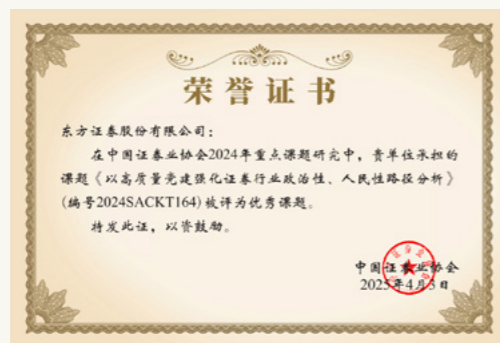 荣誉证书
东方证券股份有限公司：
在中国证券业协会2024年重点课题研究中，贵单位承担的
课题《以高质量党建强化证券行业政治性、人民性路径分析》
(编号2024SACKT164)被评为优秀课题。
特发此证，以资鼓励。
中国证券业协会
2025年4月3日